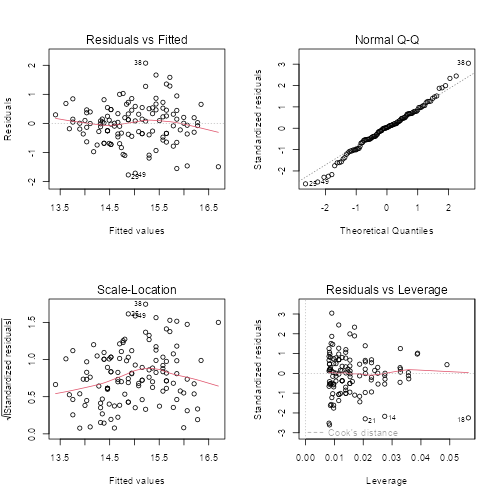 Residuals vs Fitted
Residuals
2
1
0
-1
-2
38
49
13.5 14.5 15.5 16.5
Fitted values
Normal Q-Q
Standardized residuals
3
2
1
0
-1
-2
38
49
-2 -1 0 1 2
Theoretical Quantiles
Scale-Location
√|Standardized residuals|
1.5
1.0
0.5
0.0
38
49
13.5 14.5 15.5 16.5
Fitted values
Residuals vs Leverage
Standardized residuals
3
2
1
0
-1
-2
-3
21
14
18
Cook's distance
0.00 0.01 0.02 0.03 0.04 0.05
Leverage